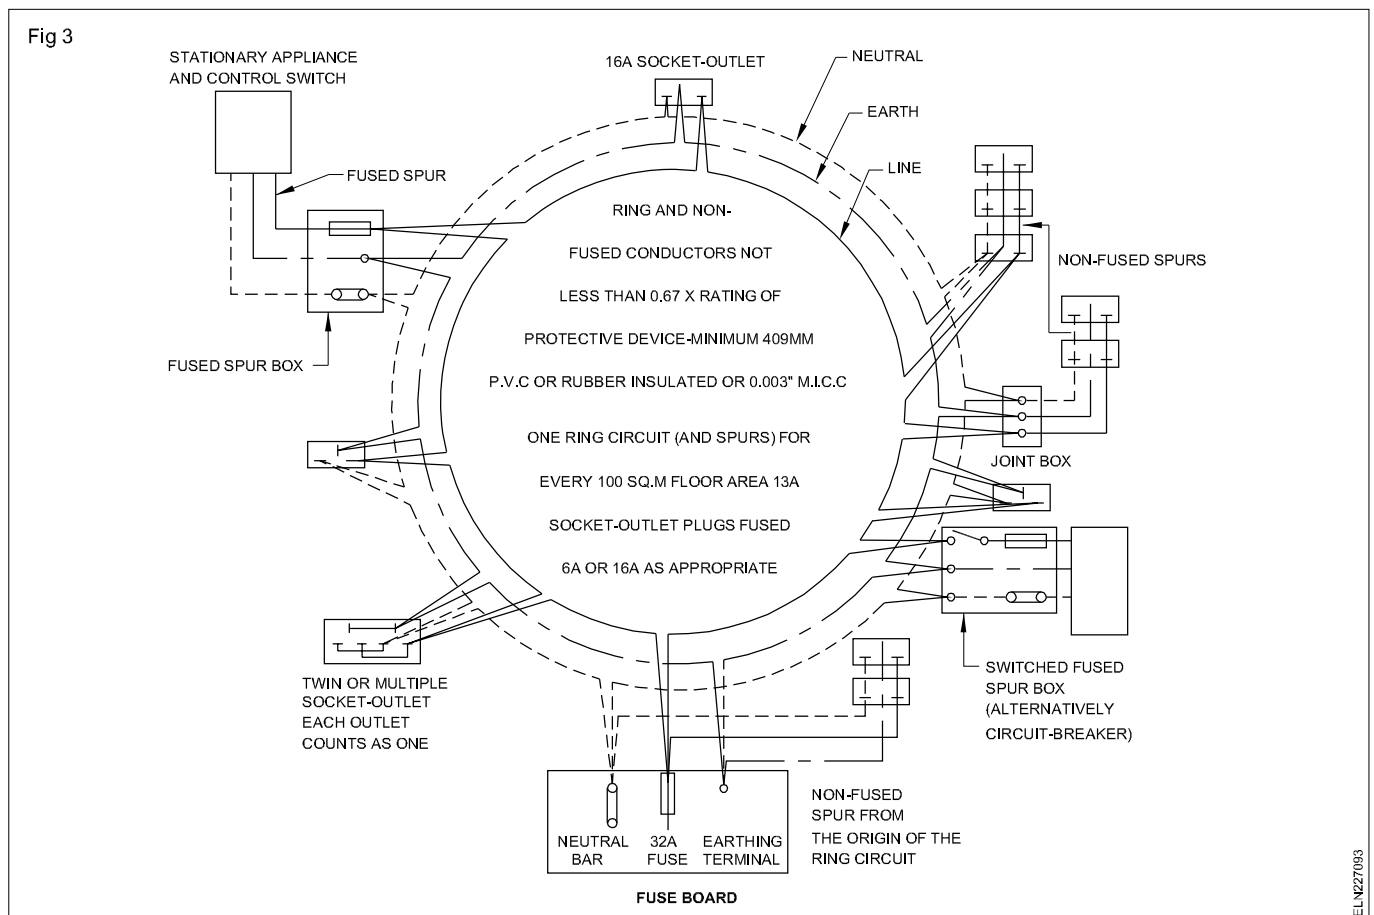 Fig 3
STATIONARY APPLIANCE
AND CONTROL SWITCH
16A SOCKET-OUTLET
NEUTRAL
EARTH
LINE
FUSED SPUR
FUSED SPUR BOX
NON-FUSED SPURS
RING AND NON-
FUSED CONDUCTORS NOT
LESS THAN 0.67 X RATING OF
PROTECTIVE DEVICE-MINIMUM 409MM
P.V.C OR RUBBER INSULATED OR 0.003" M.I.C.C
ONE RING CIRCUIT (AND SPURS) FOR
EVERY 100 SQ.M FLOOR AREA 13A
SOCKET-OUTLET PLUGS FUSED
6A OR 16A AS APPROPRIATE
JOINT BOX
SWITCHED FUSED
SPUR BOX
(ALTERNATIVELY
CIRCUIT-BREAKER)
TWIN OR MULTIPLE
SOCKET-OUTLET
EACH OUTLET
COUNTS AS ONE
NON-FUSED
SPUR FROM
THE ORIGIN OF THE
RING CIRCUIT
NEUTRAL
BAR
32A
FUSE
EARTHING
TERMINAL
FUSE BOARD
ELN227093